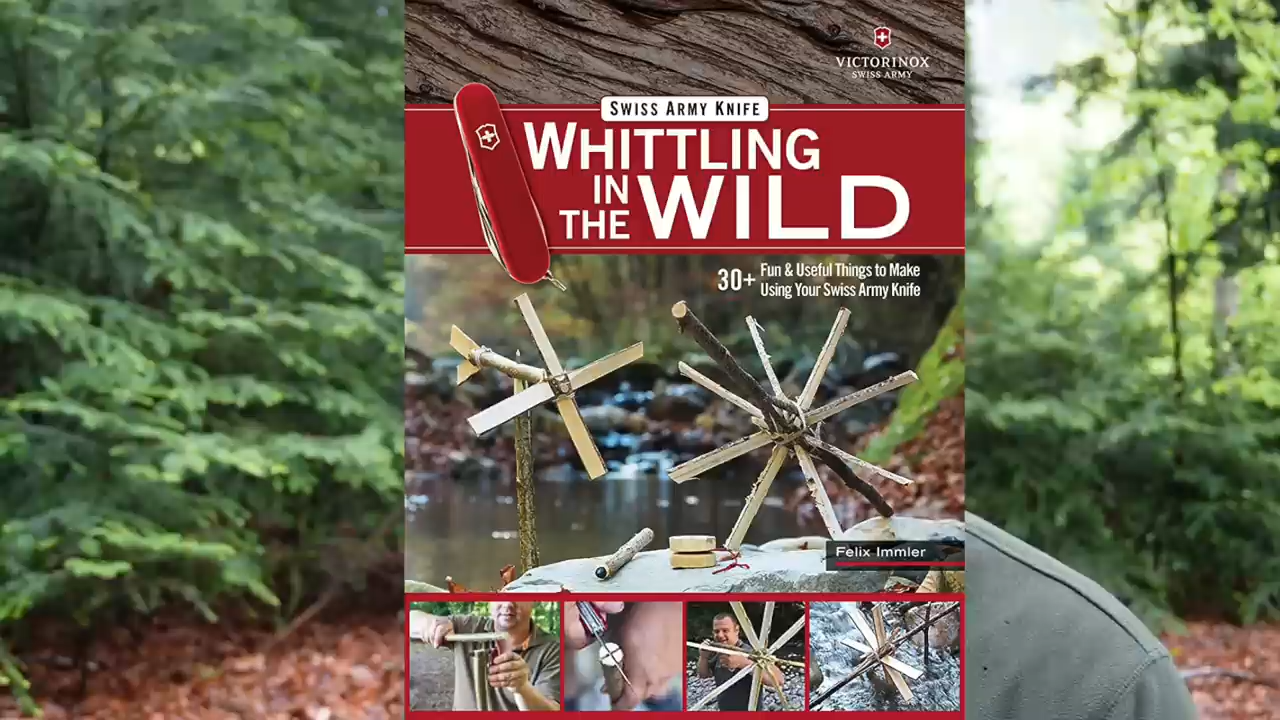 VICTORINOX
SWISS ARMY
SWISS ARMY KNIFE
WHITTLING
IN
THE WILD
30+ Fun & Useful Things to Make
Using Your Swiss Army Knife
Felix Immler